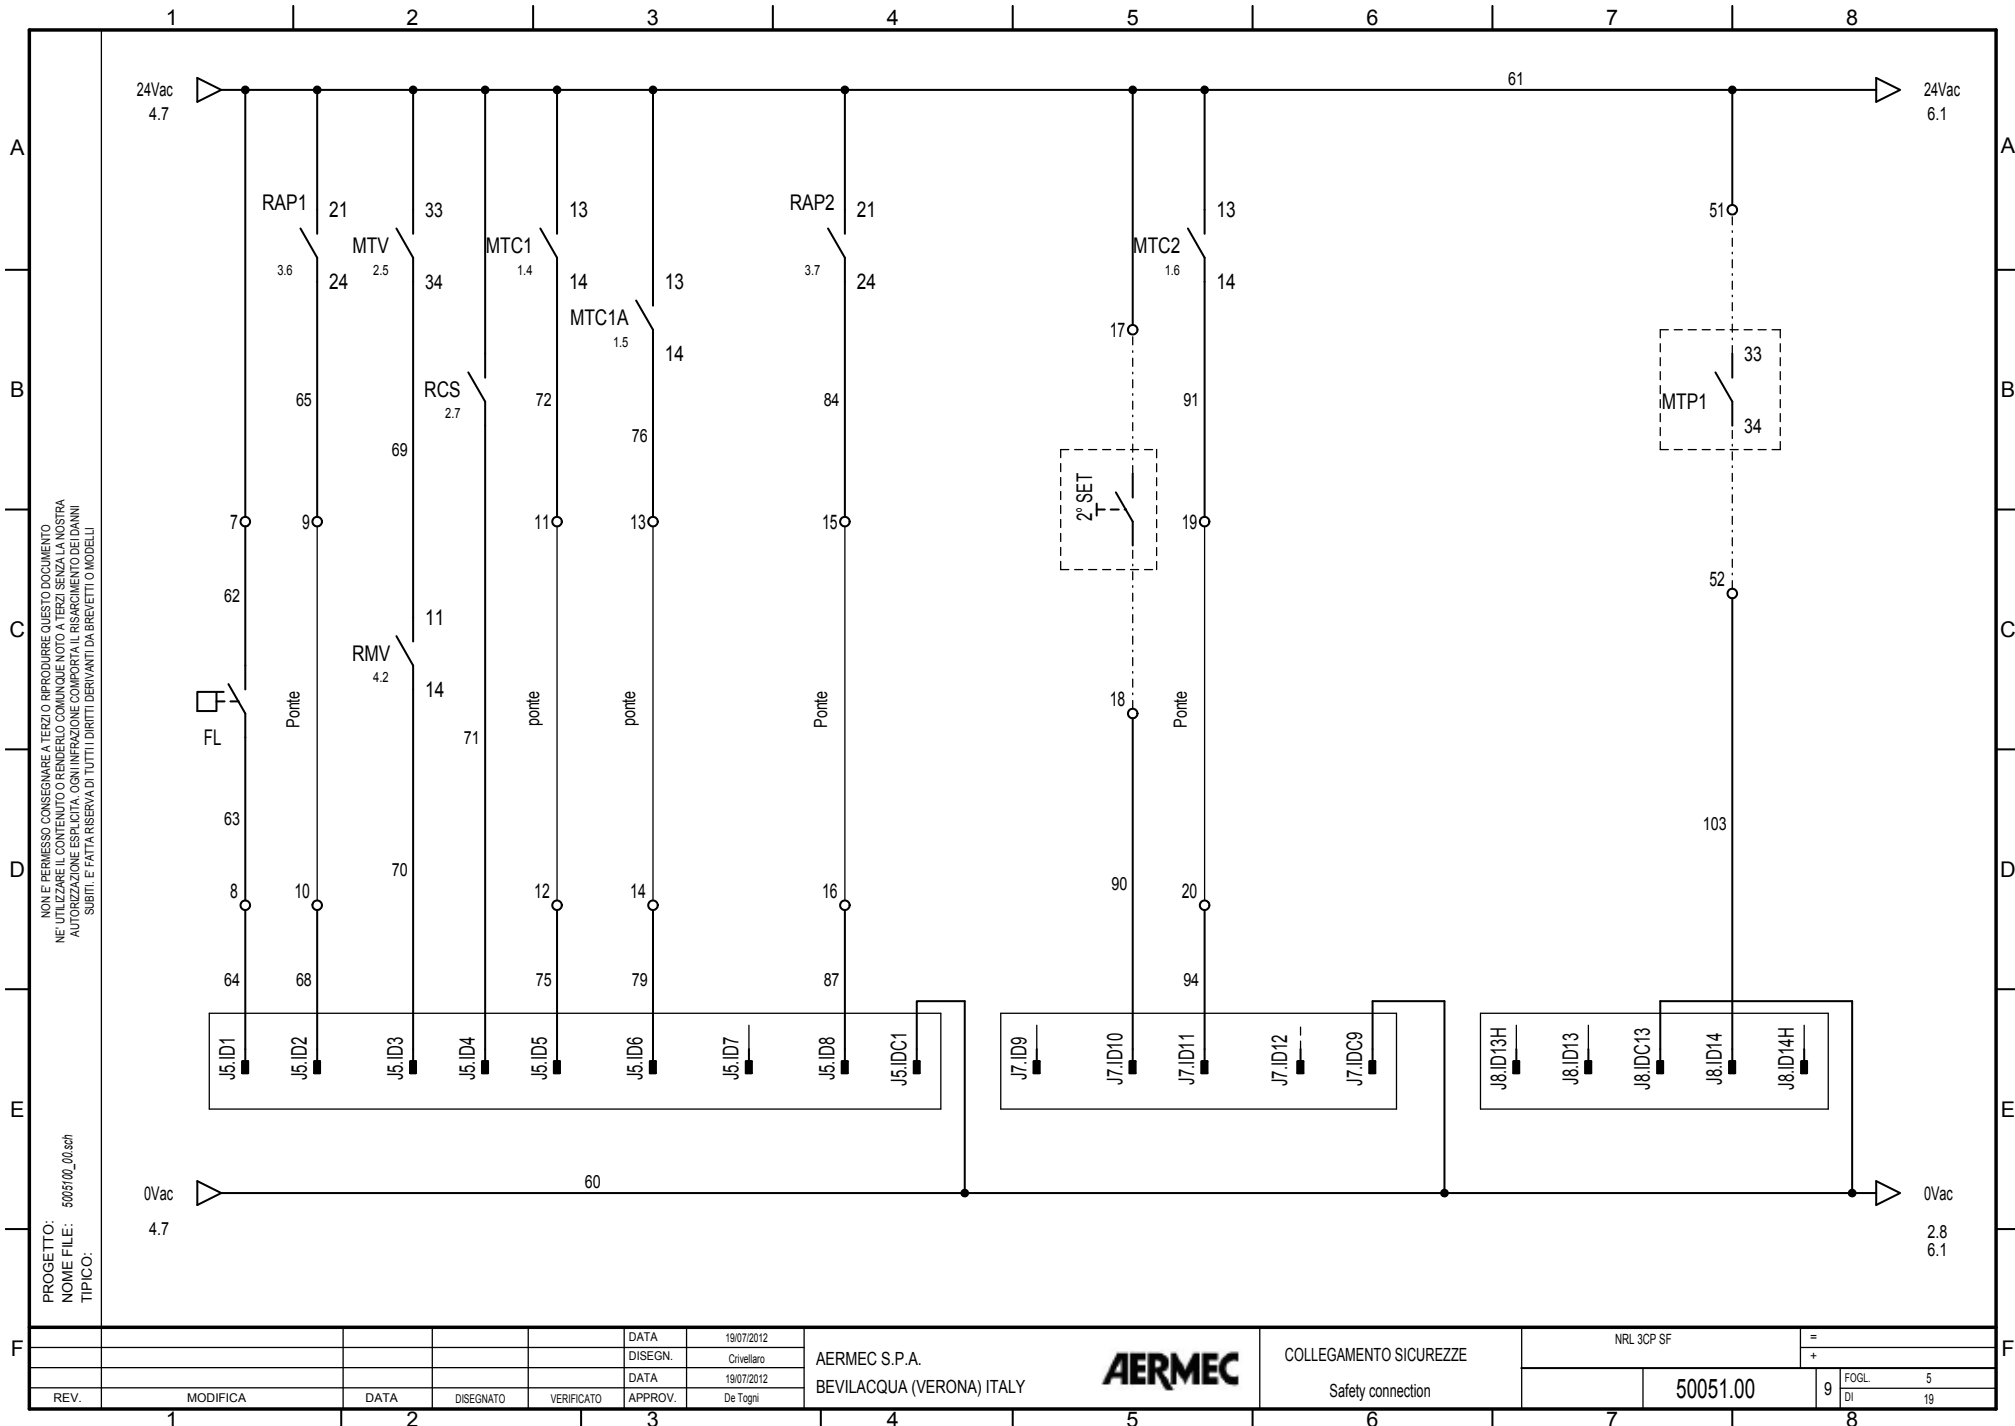 1 2 3 4 5 6 7 8
24Vac
4.7
61
24Vac
6.1
A
A
RAP1 21
3.6 24
MTV 33
2.5 34
MTC1 13
1.4 14
MTC1A 13
1.5 14
RAP2 21
3.7 24
MTC2 13
1.6 14
51
17
B
B
RCS
2.7
65
69
72
76
84
91
33
MTP1
34
2° SET
7 9 11 13 15 19
52
62
C
C
RMV 11
4.2 14
FL
Ponte
71
ponte
ponte
Ponte
18
Ponte
63
103
D
D
70
90
8 10 12 14 16 20
64 68 75 79 87 94
J5.ID1
J5.ID2
J5.ID3
J5.ID4
J5.ID5
J5.ID6
J5.ID7
J5.ID8
J5.IDC1
J7.ID9
J7.ID10
J7.ID11
J7.ID12
J7.IDC9
J8.ID13H
J8.ID13
J8.IDC13
J8.ID14
J8.ID14H
E
E
0Vac
4.7
60
0Vac
2.8
6.1
NON E' PERMESSO CONSEGNARE A TERZI O RIPRODURRE QUESTO DOCUMENTO
NE' UTILIZZARE IL CONTENUTO O RENDERLO COMUNQUE NOTO A TERZI SENZA LA NOSTRA
AUTORIZZAZIONE ESPLICITA. OGNI INFRAZIONE COMPORTA IL RISARCIMENTO DEI DANNI
SUBITI. E' FATTA RISERVA DI TUTTI I DIRITTI DERIVANTI DA BREVETTI O MODELLI
PROGETTO:
NOME FILE: 5005100_00.sch
TIPICO:
F
F
REV. MODIFICA DATA DISEGNATO VERIFICATO
DATA 19/07/2012
DISEGN. Crivellaro
DATA 19/07/2012
APPROV. De Togni
AERMEC S.P.A.
BEVILACQUA (VERONA) ITALY
AERMEC
COLLEGAMENTO SICUREZZE
Safety connection
NRL 3CP SF
=
+
50051.00
9
FOGL. 5
DI 19
1 2 3 4 5 6 7 8